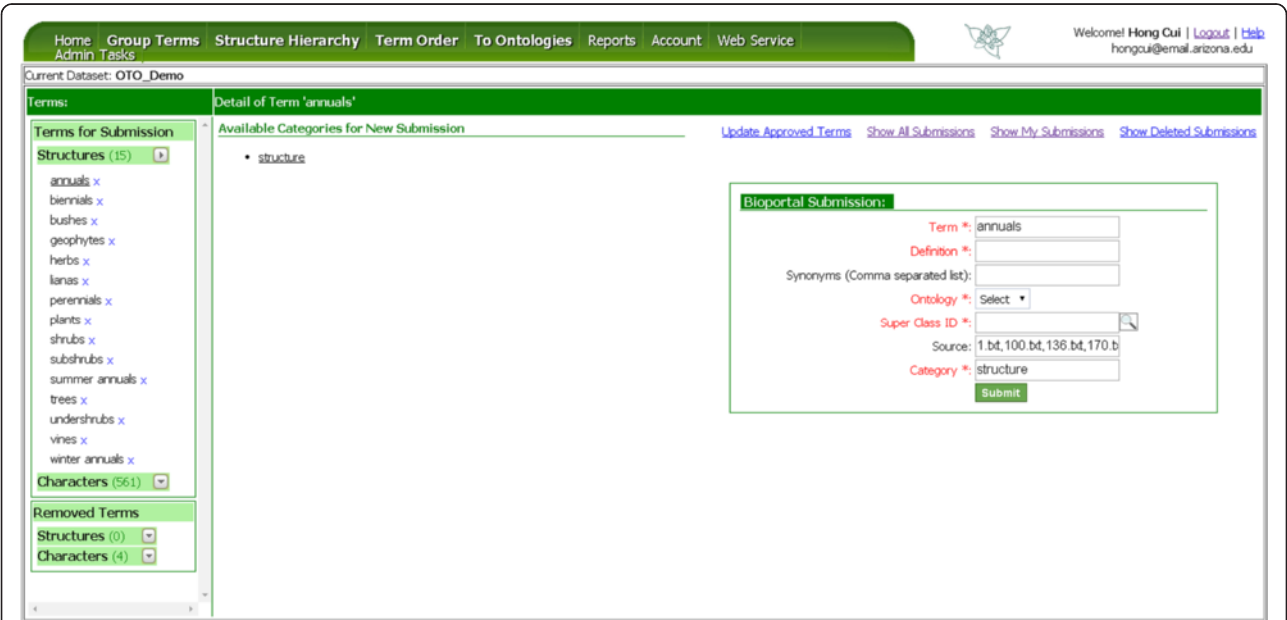 Home Group Terms Structure Hierarchy Term Order To Ontologies Reports Account Web Service
Admin Tasks
Welcome! Hong Cui | Logout | Help
hongcui@email.arizona.edu
Current Dataset: OTO_Demo
Terms:
Detail of Term 'annuals'
Terms for Submission
Structures (15)
annuals x
biennials x
bushes x
geophytes x
herbs x
lianas x
perennials x
plants x
shrubs x
subshrubs x
summer annuals x
trees x
undershrubs x
vines x
winter annuals x
Characters (561)
Removed Terms
Structures (0)
Characters (4)
Available Categories for New Submission
• structure
Update Approved Terms Show All Submissions Show My Submissions Show Deleted Submissions
Bioportal Submission:
Term *: annuals
Definition *:
Synonyms (Comma separated list):
Ontology *: Select
Super Class ID *:
Source: 1.txt,100.txt,136.txt,170.b
Category *: structure
Submit